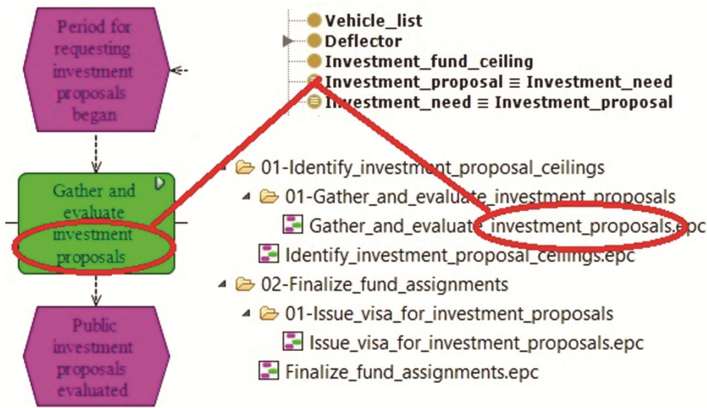 Period for
requesting
investment
proposals
began
Gather and
evaluate
investment
proposals
Public
investment
proposals
evaluated
Vehicle_list
Deflector
Investment_fund_ceiling
Investment_proposal ≡ Investment_need
Investment_need ≡ Investment_proposal
01-Identify_investment_proposal_ceilings
01-Gather_and_evaluate_investment_proposals
Gather_and_evaluate_investment_proposals.epc
Identify_investment_proposal_ceilings.epc
02-Finalize_fund_assignments
01-Issue_visa_for_investment_proposals
Issue_visa_for_investment_proposals.epc
Finalize_fund_assignments.epc